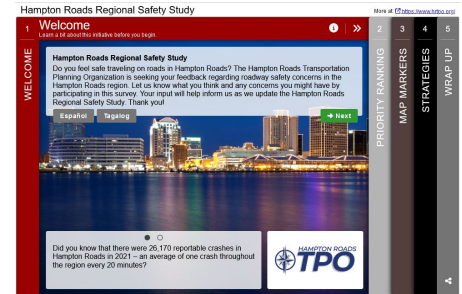 Hampton Roads Regional Safety Study
More at: https://www.hrtpo.org/
1
Welcome
Learn a bit about this initiative before you begin.
WELCOME
Hampton Roads Regional Safety Study
Do you feel safe traveling on roads in Hampton Roads? The Hampton Roads Transportation
Planning Organization is seeking your feedback regarding roadway safety concerns in the
Hampton Roads region. Let us know what you think and any concerns you might have by
participating in this survey. Your input will help inform us as we update the Hampton Roads
Regional Safety Study. Thank you!
Español
Tagalog
Next
Did you know that there were 26,170 reportable crashes in
Hampton Roads in 2021 – an average of one crash throughout
the region every 20 minutes?
HAMPTON ROADS
TPO
2
PRIORITY RANKING
3
MAP MARKERS
4
STRATEGIES
5
WRAP UP